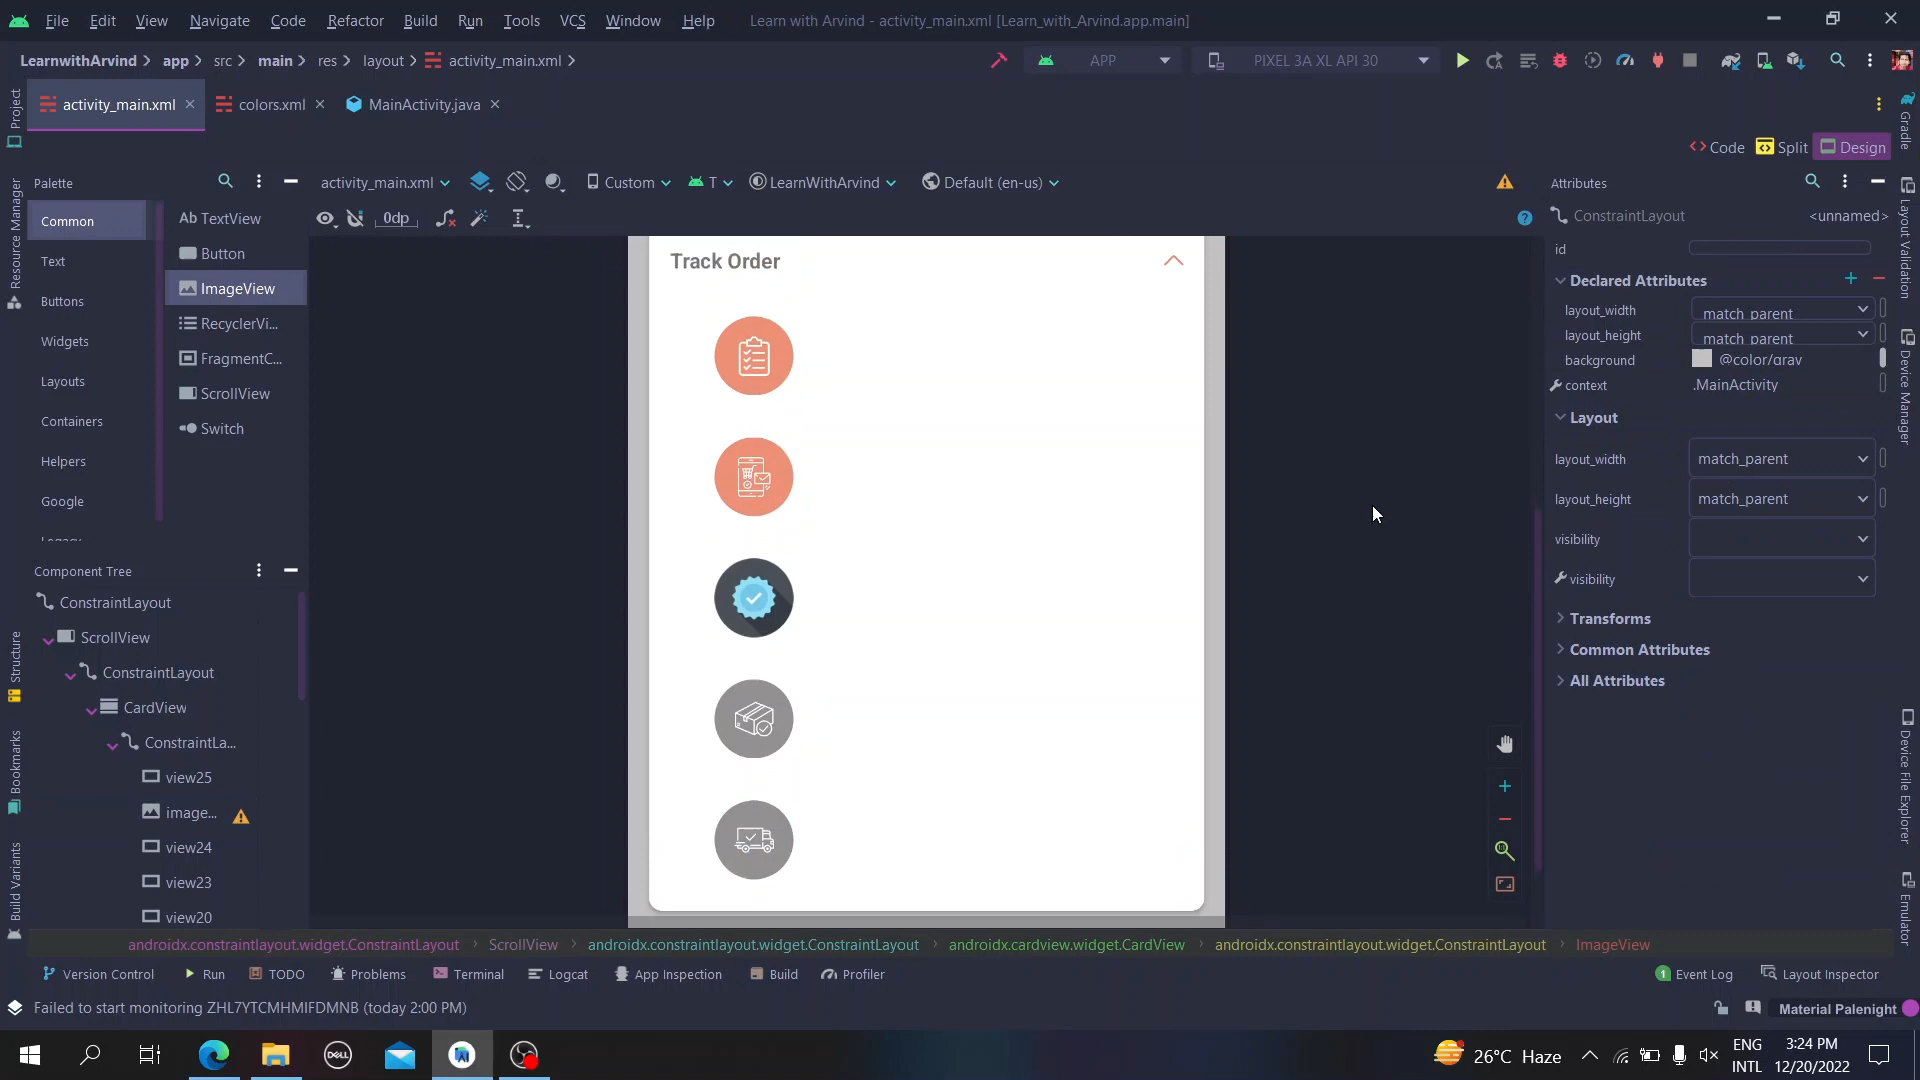 File Edit View Navigate Code Refactor Build Run Tools VCS Window Help Learn with Arvind - activity_main.xml [Learn_with_Arvind.app.main]
LearnwithArvind app src main res layout activity_main.xml APP PIXEL 3A XL API 30
Project
activity_main.xml colors.xml MainActivity.java
Gradle
Code Split Design
Resource Manager
Palette
activity_main.xml Custom T LearnWithArvind Default (en-us)
Attributes
0dp
Common
Text
Buttons
Widgets
Layouts
Containers
Helpers
Google
Legacy
Ab TextView
Button
ImageView
RecyclerVi...
FragmentC...
ScrollView
Switch
Track Order
ConstraintLayout <unnamed>
id
Declared Attributes
layout_width match_parent
layout_height match_parent
background @color/gray
context .MainActivity
Layout
layout_width match_parent
layout_height match_parent
visibility
visibility
Transforms
Common Attributes
All Attributes
Layout Validation
Device Manager
Device File Explorer
Emulator
Component Tree
ConstraintLayout
ScrollView
ConstraintLayout
CardView
ConstraintLa...
view25
image...
view24
view23
view20
Structure
Bookmarks
Build Variants
androidx.constraintlayout.widget.ConstraintLayout ScrollView androidx.constraintlayout.widget.ConstraintLayout androidx.cardview.widget.CardView androidx.constraintlayout.widget.ConstraintLayout ImageView
Version Control Run TODO Problems Terminal Logcat App Inspection Build Profiler 1 Event Log Layout Inspector
Failed to start monitoring ZHL7YTCMHMIFDMNB (today 2:00 PM) Material Palenight
DELL
26°C Haze
ENG
INTL
3:24 PM
12/20/2022